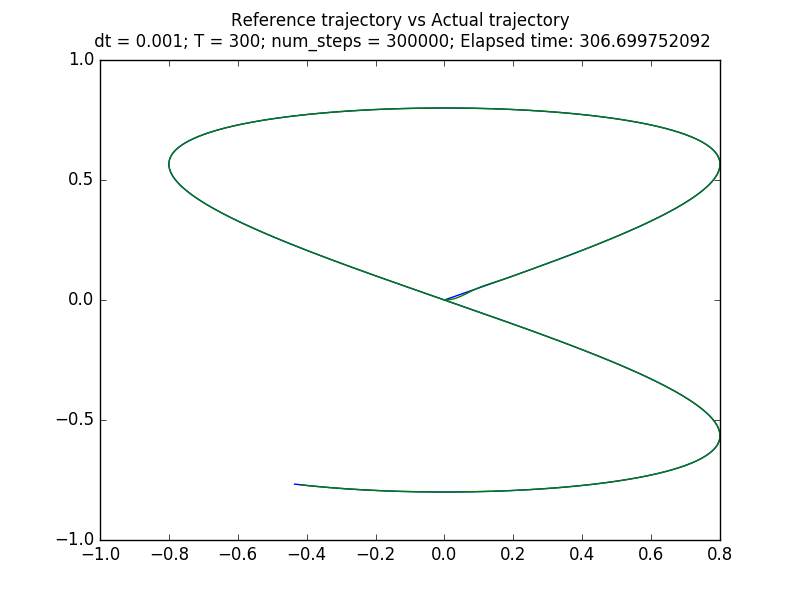 Reference trajectory vs Actual trajectory
dt = 0.001; T = 300; num_steps = 300000; Elapsed time: 306.699752092
1.0
0.5
0.0
−0.5
−1.0
−1.0 −0.8 −0.6 −0.4 −0.2 0.0 0.2 0.4 0.6 0.8